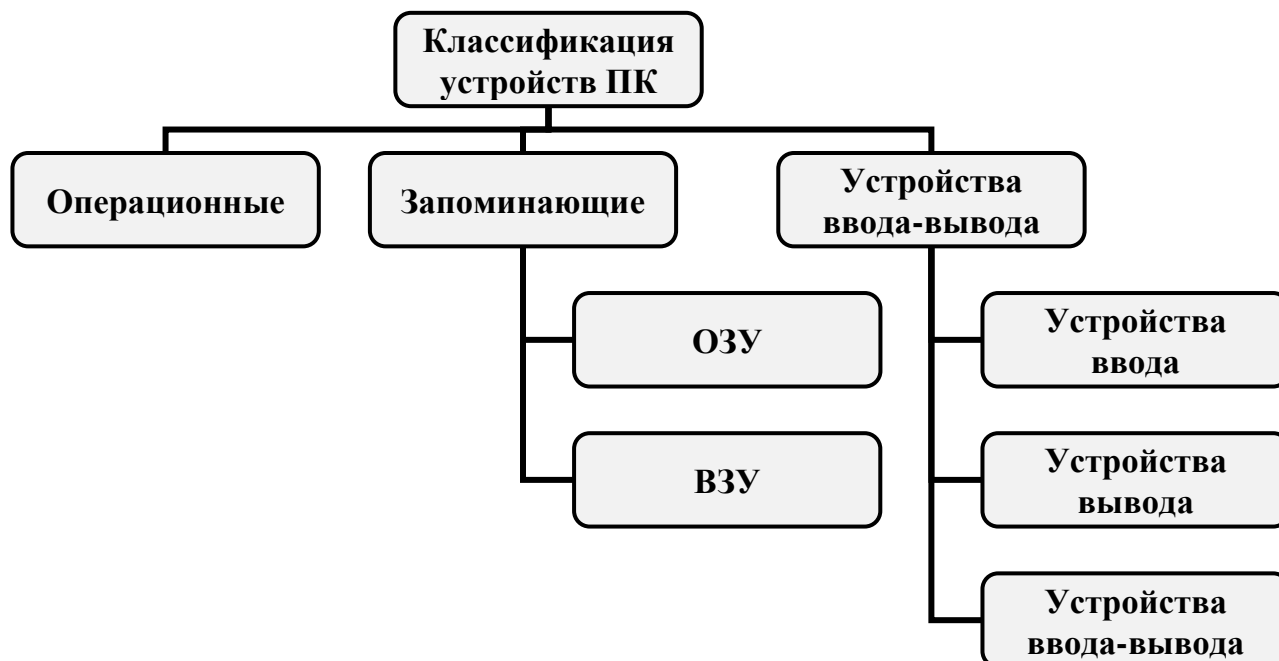 Классификация
устройств ПК
Операционные
Запоминающие
Устройства
ввода-вывода
ОЗУ
ВЗУ
Устройства
ввода
Устройства
вывода
Устройства
ввода-вывода